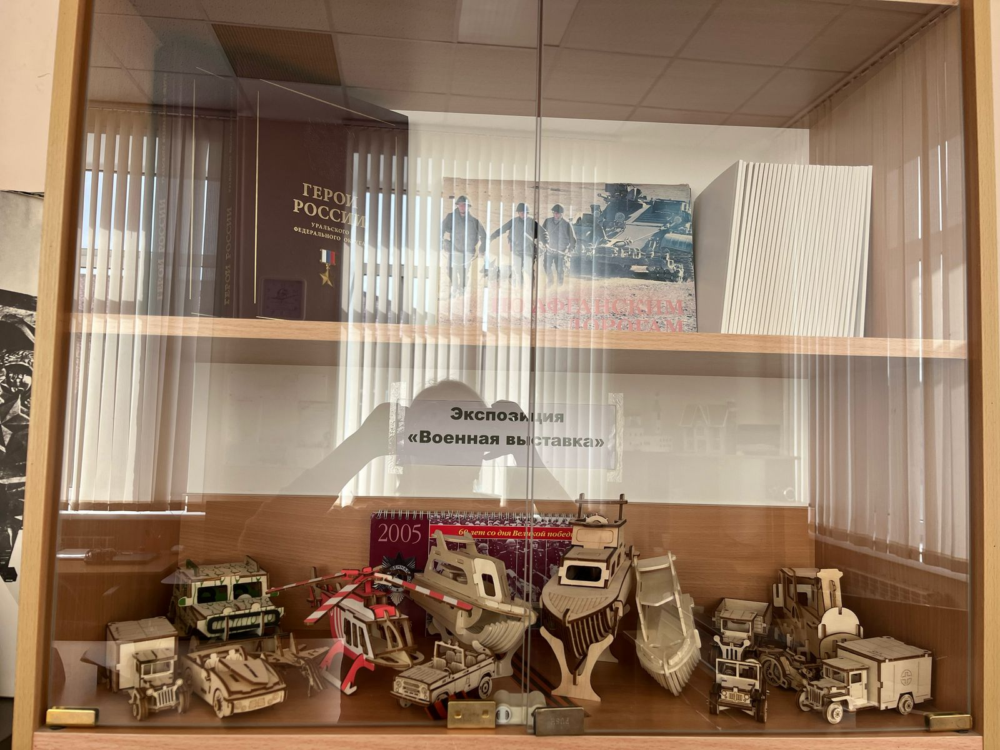 ГЕРОИ РОССИИ
ГЕРОИ
РОССИИ
УРАЛЬСКОГО
ФЕДЕРАЛЬНОГО ОКРУГА
ПО АФГАНСКИМ
ДОРОГАМ
Экспозиция
«Военная выставка»
2005
60 лет со дня Великой победы
PUSH